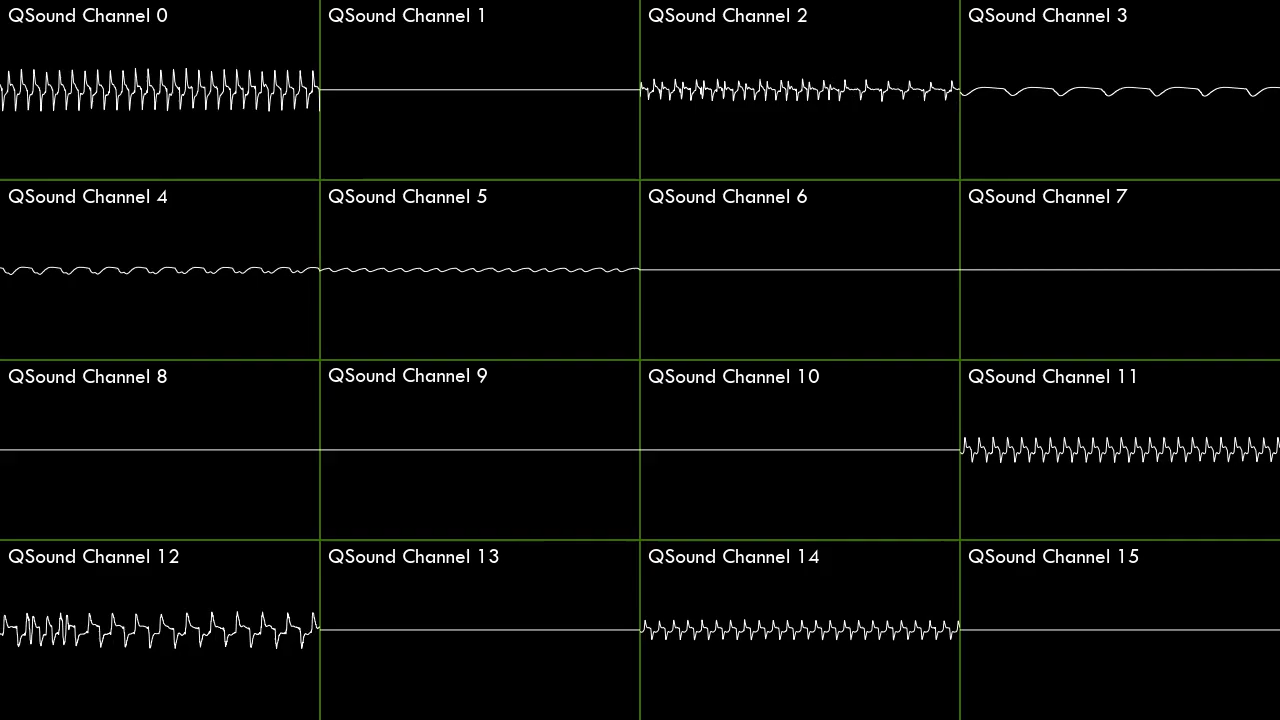 QSound Channel 0
QSound Channel 1
QSound Channel 2
QSound Channel 3
QSound Channel 4
QSound Channel 5
QSound Channel 6
QSound Channel 7
QSound Channel 8
QSound Channel 9
QSound Channel 10
QSound Channel 11
QSound Channel 12
QSound Channel 13
QSound Channel 14
QSound Channel 15